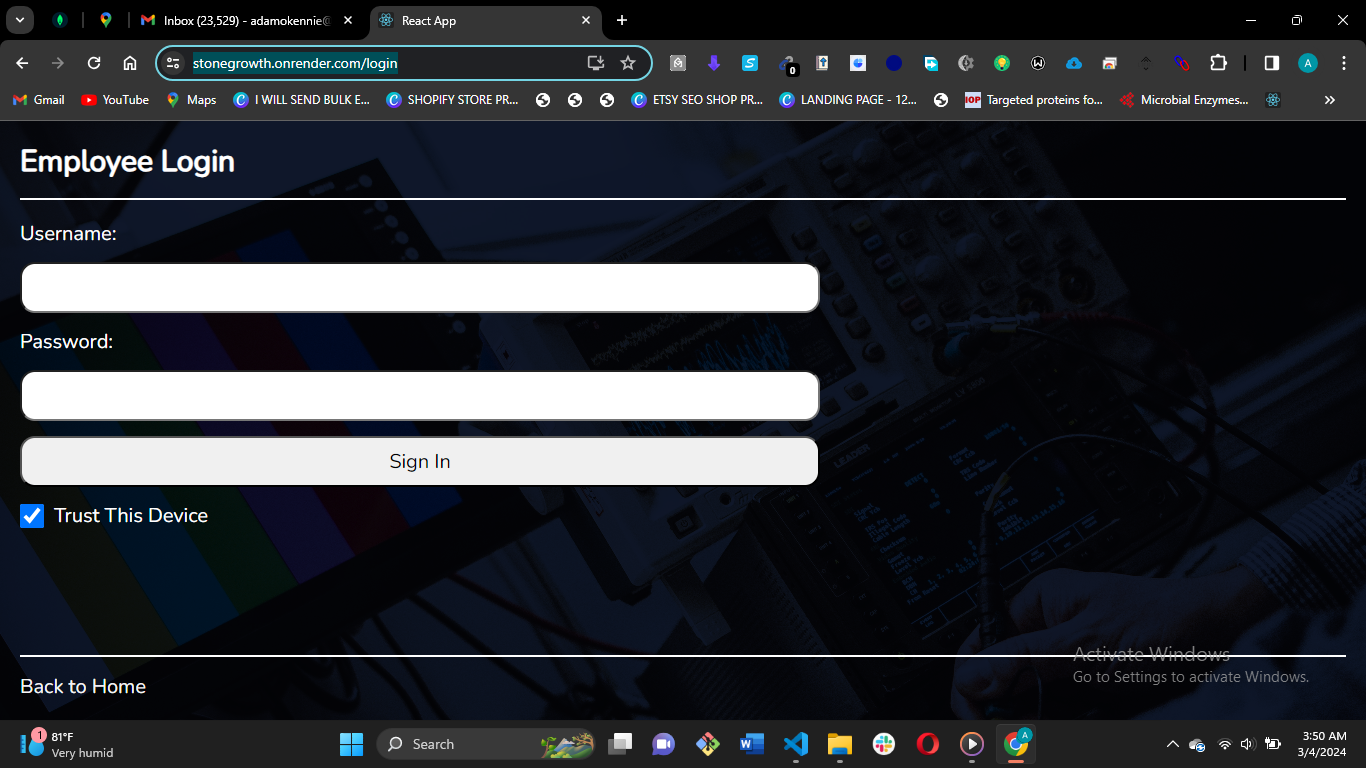 Inbox (23,529) - adamokennie@
React App
stonegrowth.onrender.com/login
0
A
Gmail
YouTube
Maps
I WILL SEND BULK E...
SHOPIFY STORE PR...
ETSY SEO SHOP PR...
LANDING PAGE - 12...
IOP
Targeted proteins fo...
Microbial Enzymes...
Employee Login
Username:
Password:
Sign In
Trust This Device
LEADER
Activate Windows
Go to Settings to activate Windows.
Back to Home
1
81°F
Very humid
Search
A
3:50 AM
3/4/2024